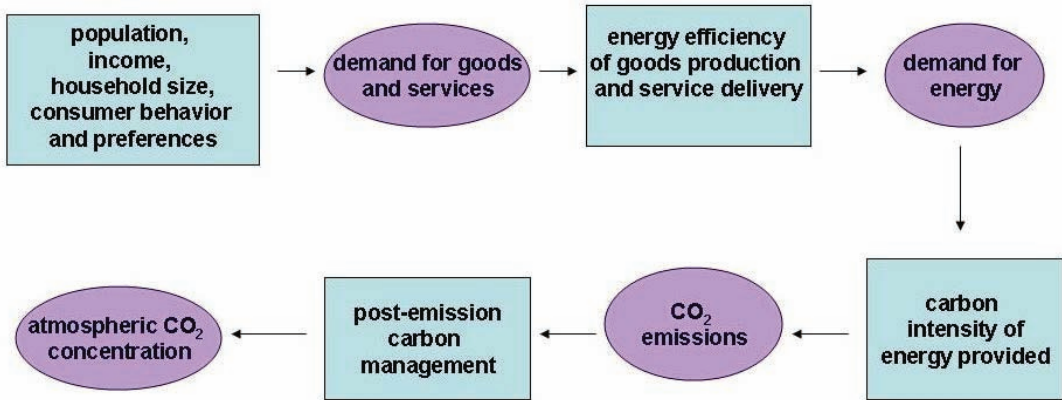 population,
income,
household size,
consumer behavior
and preferences
demand for goods
and services
energy efficiency
of goods production
and service delivery
demand for
energy
carbon
intensity of
energy provided
CO₂
emissions
post-emission
carbon
management
atmospheric CO₂
concentration